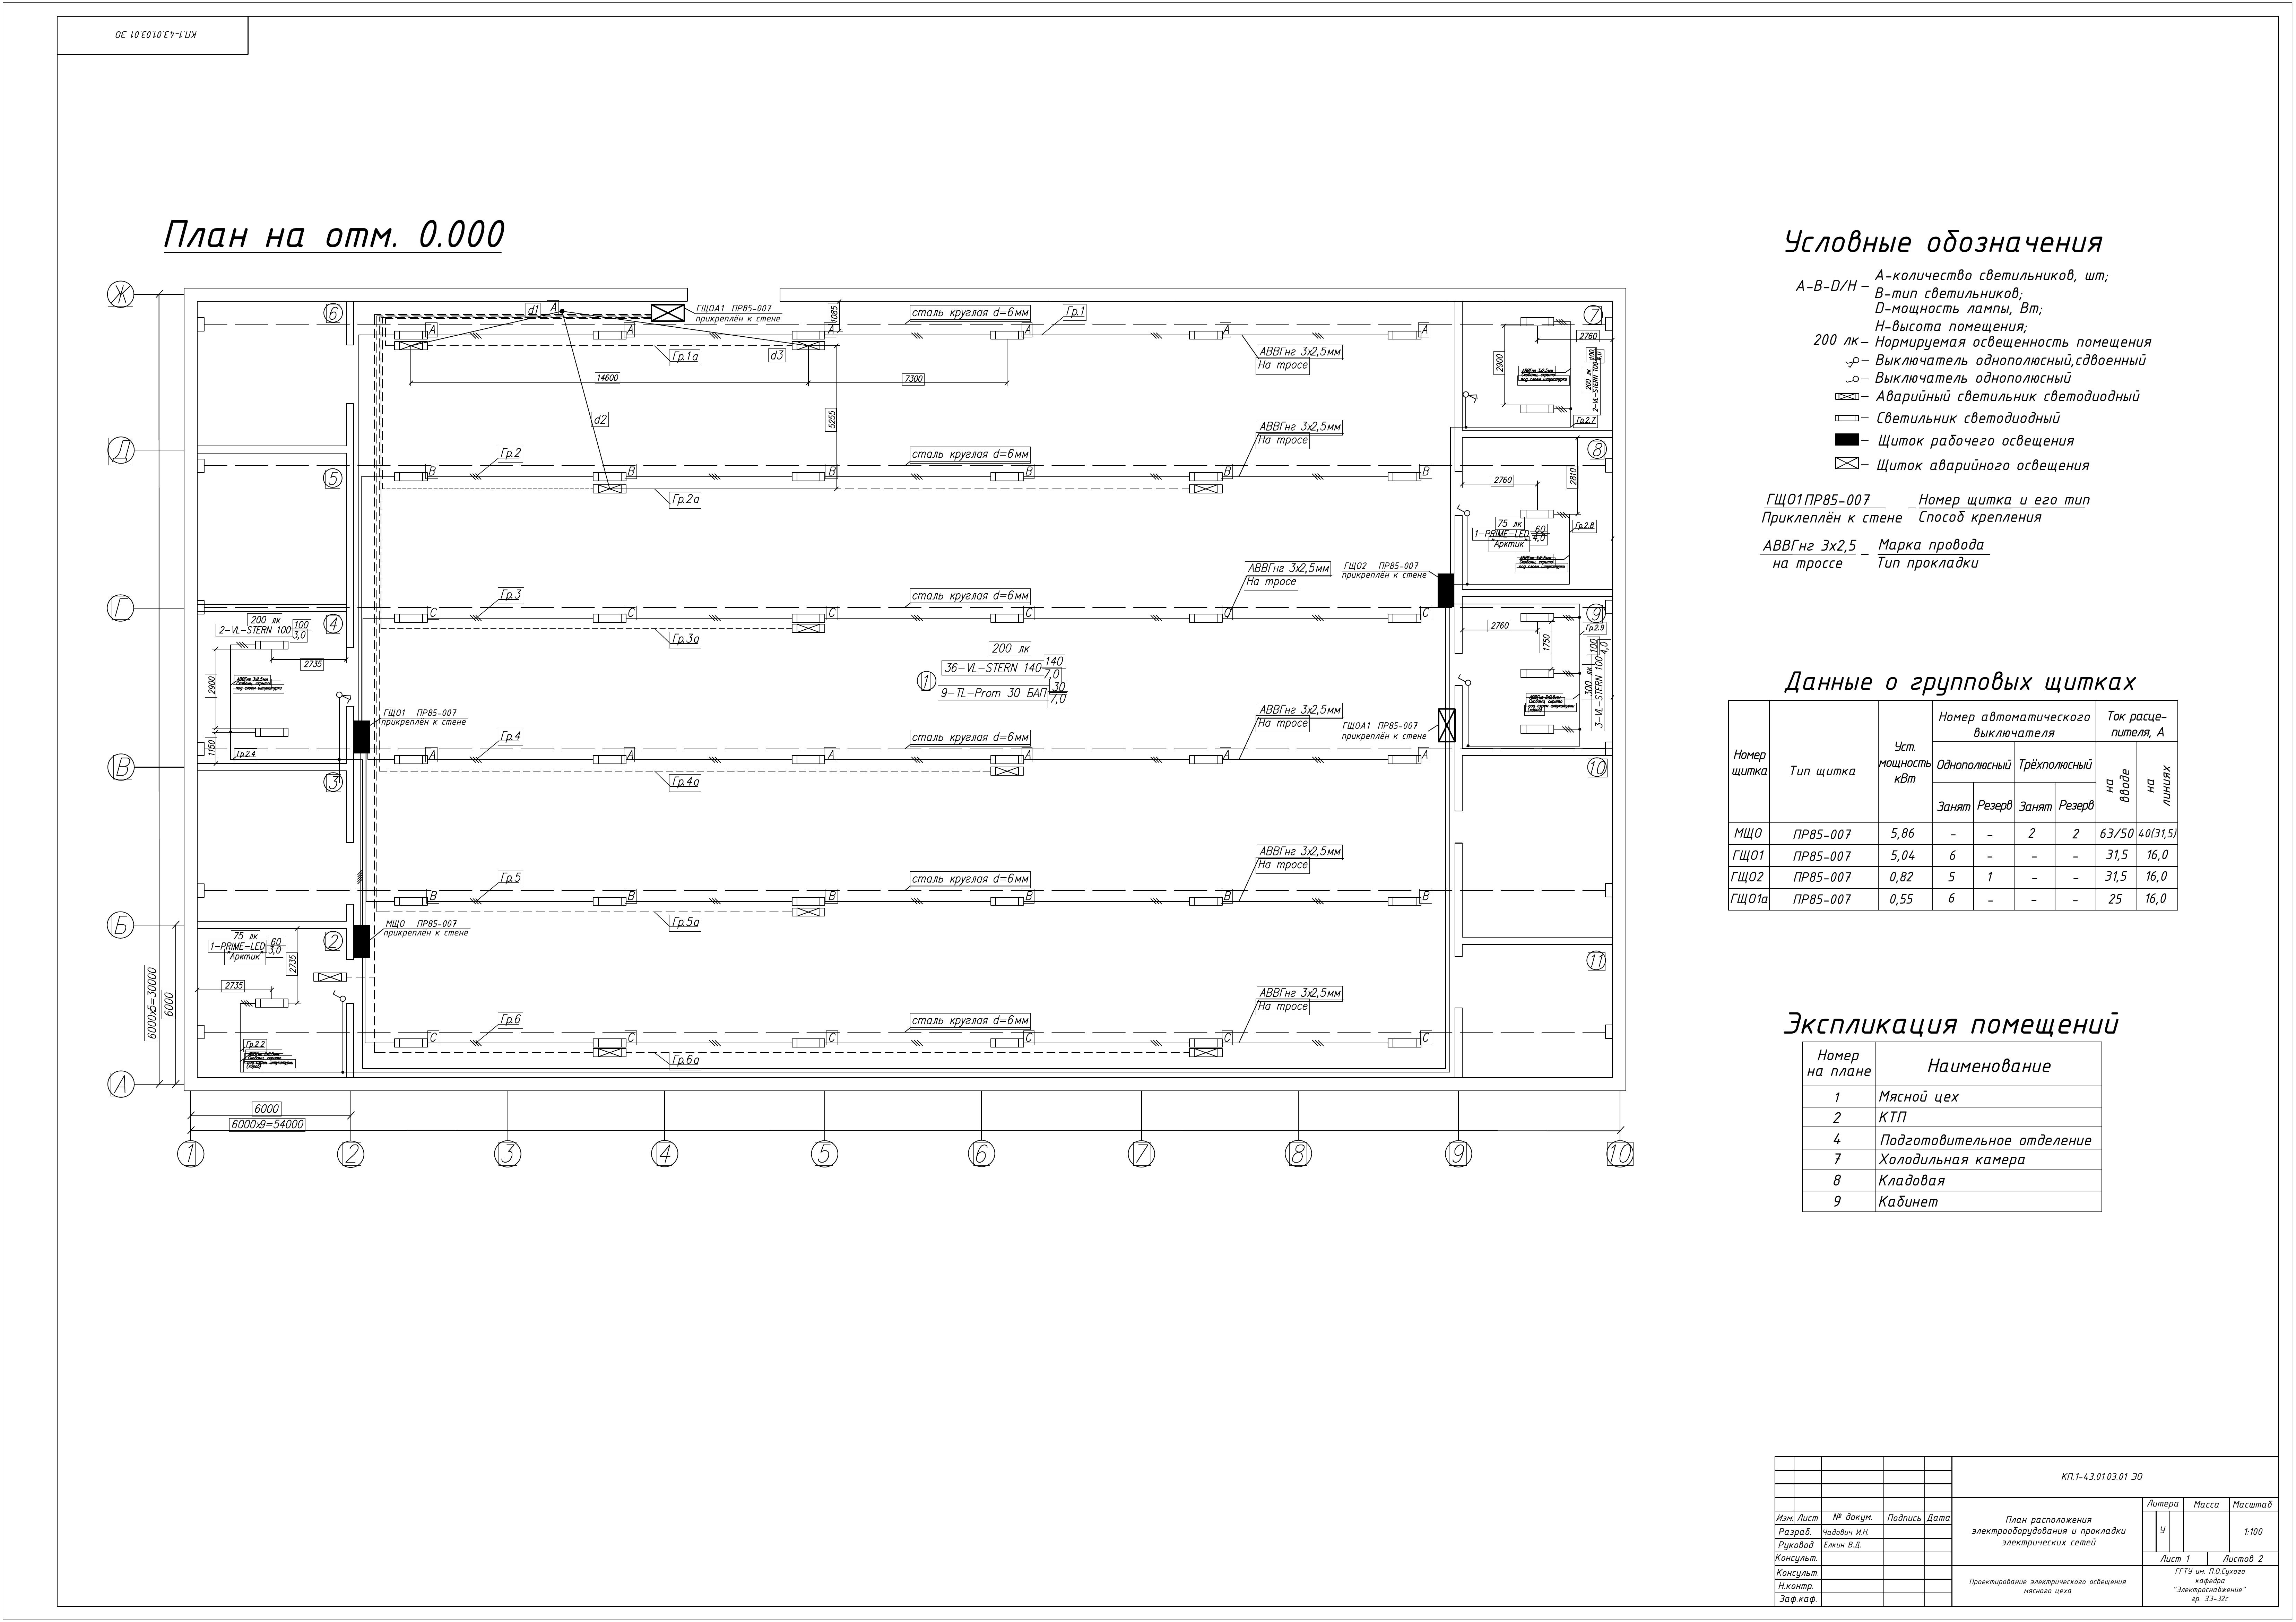 КП.1-43.01.03.01 ЭО
План на отм. 0.000
Ж
Д
Г
В
Б
А
6
5
4
3
2
7
8
9
10
11
1
d1
А
d2
d3
ГЩОА1 ПР85-007
прикреплён к стене
1085
сталь круглая d=6мм
Гр.1
А
А
А
А
А
А
Гр.1а
АВВГнг 3х2,5мм
На тросе
14600
7300
5255
Гр.2
сталь круглая d=6мм
АВВГнг 3х2,5мм
На тросе
В
В
В
В
В
В
Гр.2а
Гр.3
сталь круглая d=6мм
АВВГнг 3х2,5мм
На тросе
С
С
С
С
С
С
Гр.3а
ГЩО2 ПР85-007
прикреплён к стене
200 лк
36-VL-STERN 140 140
7,0
9-TL-Prom 30 БАП 30
7,0
ГЩО1 ПР85-007
прикреплён к стене
Гр.4
сталь круглая d=6мм
АВВГнг 3х2,5мм
На тросе
ГЩОА1 ПР85-007
прикреплён к стене
А
А
А
А
А
А
Гр.4а
Гр.5
сталь круглая d=6мм
АВВГнг 3х2,5мм
На тросе
В
В
В
В
В
В
Гр.5а
МЩО ПР85-007
прикреплён к стене
Гр.6
сталь круглая d=6мм
АВВГнг 3х2,5мм
На тросе
С
С
С
С
С
С
Гр.6а
200 лк
2-VL-STERN 100 100
3,0
2735
2900
1150
Гр.2.4
75 лк
1-PRIME-LED 60
"Арктик" 3,0
2735
2735
Гр.2.2
2760
2900
200 лк
2-VL-STERN 100 100
4,0
Гр.2.7
2760
2810
75 лк
1-PRIME-LED 60
"Арктик" 4,0
Гр.2.8
2760
1750
Гр.2.9
300 лк
3-VL-STERN 100 100
4,0
6000х5=30000
6000
6000
6000х9=54000
1
2
3
4
5
6
7
8
9
10
Условные обозначения
А-В-D/Н – А-количество светильников, шт;
В-тип светильников;
D-мощность лампы, Вт;
Н-высота помещения;
200 лк – Нормируемая освещенность помещения
– Выключатель однополюсный,сдвоенный
– Выключатель однополюсный
– Аварийный светильник светодиодный
– Светильник светодиодный
– Щиток рабочего освещения
– Щиток аварийного освещения
ГЩО1 ПР85-007 – Номер щитка и его тип
Приклеплён к стене Способ крепления
АВВГнг 3х2,5 – Марка провода
на троссе Тип прокладки
Данные о групповых щитках
Номер щитка
Тип щитка
Уст. мощность кВт
Номер автоматического выключателя
Ток расце-пителя, А
Однополюсный Трёхполюсный
на вводе
на линиях
Занят Резерв Занят Резерв
МЩО ПР85-007 5,86 - - 2 2 63/50 40(31,5)
ГЩО1 ПР85-007 5,04 6 - - - 31,5 16,0
ГЩО2 ПР85-007 0,82 5 1 - - 31,5 16,0
ГЩО1а ПР85-007 0,55 6 - - - 25 16,0
Экспликация помещений
Номер на плане Наименование
1 Мясной цех
2 КТП
4 Подготовительное отделение
7 Холодильная камера
8 Кладовая
9 Кабинет
КП.1-43.01.03.01 ЭО
Изм. Лист № докум. Подпись Дата
Разраб. Чадович И.Н.
Руковод Елкин В.Д.
Консульт.
Консульт.
Н.контр.
Заф.каф.
План расположения
электрооборудования и прокладки
электрических сетей
Литера Масса Масштаб
У 1:100
Лист 1 Листов 2
Проектирование электрического освещения
мясного цеха
ГГТУ им. П.О.Сухого
кафедра
"Электроснабжение"
гр. ЭЭ-32с